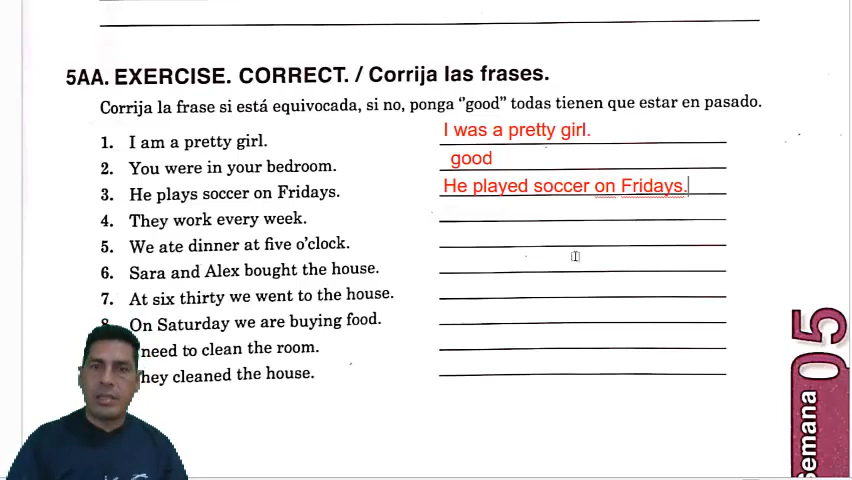 5AA. EXERCISE. CORRECT. / Corrija las frases.
Corrija la frase si está equivocada, si no, ponga "good" todas tienen que estar en pasado.
1. I am a pretty girl. I was a pretty girl.
2. You were in your bedroom. good
3. He plays soccer on Fridays. He played soccer on Fridays.
4. They work every week.
5. We ate dinner at five o'clock.
6. Sara and Alex bought the house.
7. At six thirty we went to the house.
8. On Saturday we are buying food.
need to clean the room.
hey cleaned the house.
semana 05